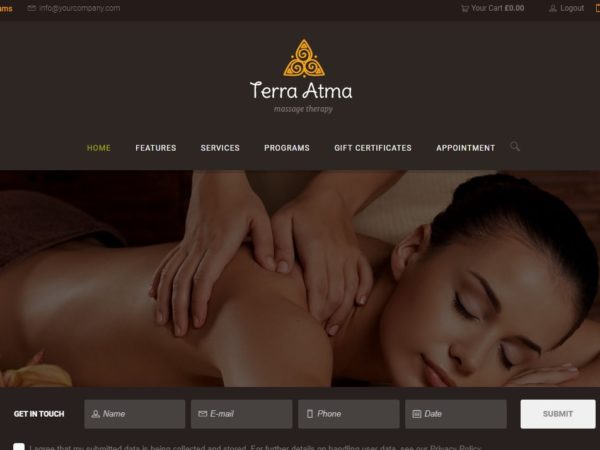 ams info@yourcompany.com Your Cart £0.00 Logout
Terra Atma
massage therapy
HOME FEATURES SERVICES PROGRAMS GIFT CERTIFICATES APPOINTMENT
GET IN TOUCH Name E-mail Phone Date SUBMIT
I agree that my submitted data is being collected and stored. For further details on handling user data, see our Privacy Policy